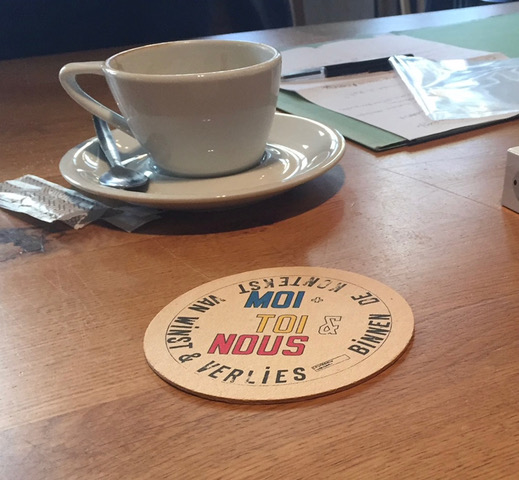 MOI +
TOI &
NOUS
BiNNEN DE KONTEKST VAN WiNST & VERLiES